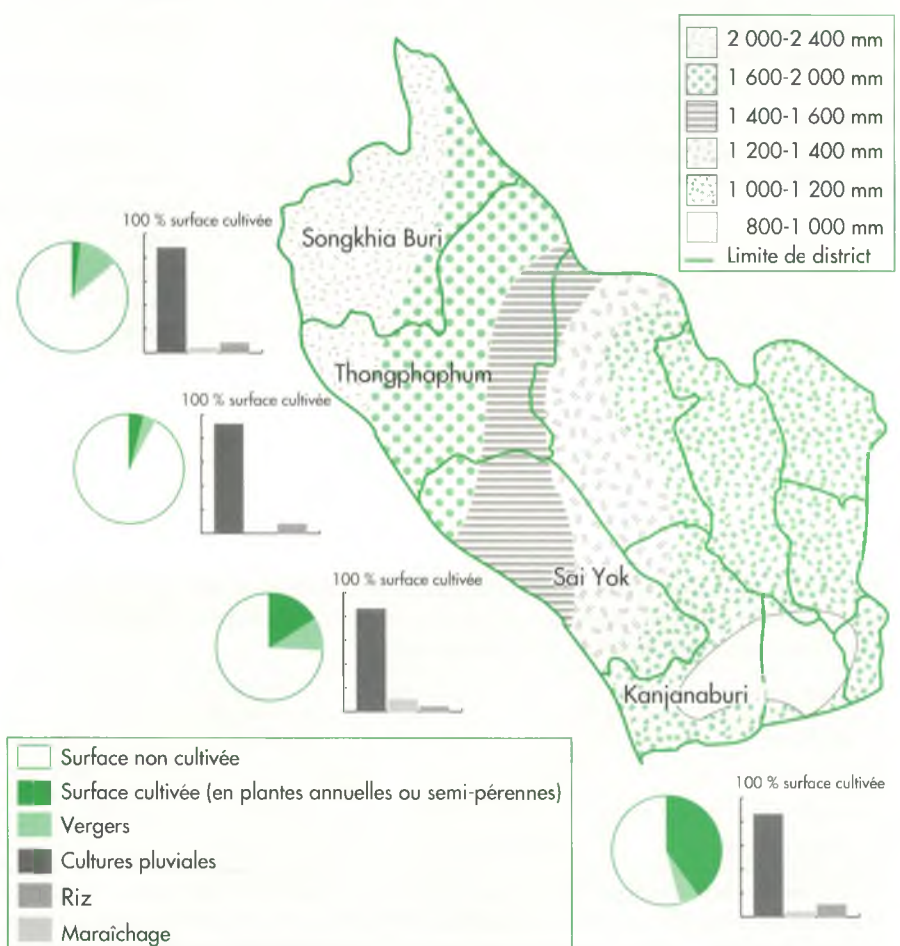 2 000-2 400 mm
1 600-2 000 mm
1 400-1 600 mm
1 200-1 400 mm
1 000-1 200 mm
800-1 000 mm
Limite de district
100 % surface cultivée
Songkhia Buri
Thongphaphum
100 % surface cultivée
Sai Yok
100 % surface cultivée
Kanjanaburi
Surface non cultivée
Surface cultivée (en plantes annuelles ou semi-pérennes)
Vergers
Cultures pluviales
Riz
Maraîchage
100 % surface cultivée